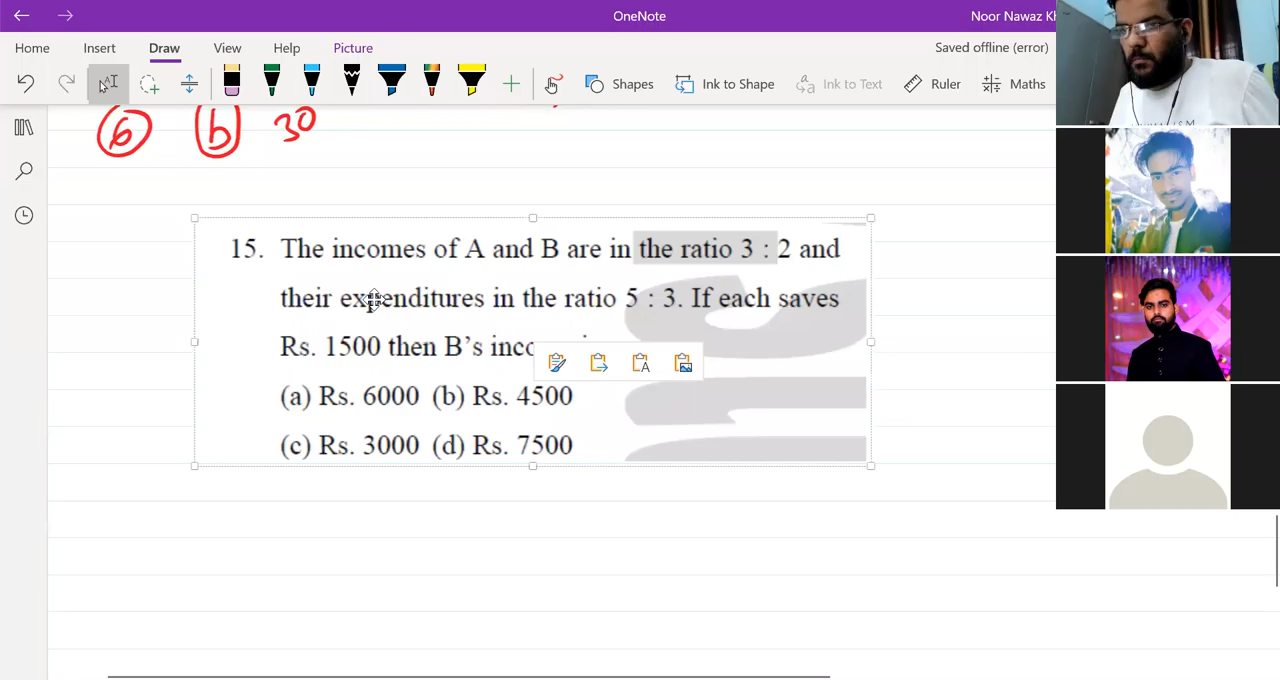 OneNote
Noor Nawaz Kh
Home Insert Draw View Help Picture
Saved offline (error)
Shapes Ink to Shape Ink to Text Ruler Maths
6 b 30
15. The incomes of A and B are in the ratio 3 : 2 and
their expenditures in the ratio 5 : 3. If each saves
Rs. 1500 then B's inco
(a) Rs. 6000 (b) Rs. 4500
(c) Rs. 3000 (d) Rs. 7500